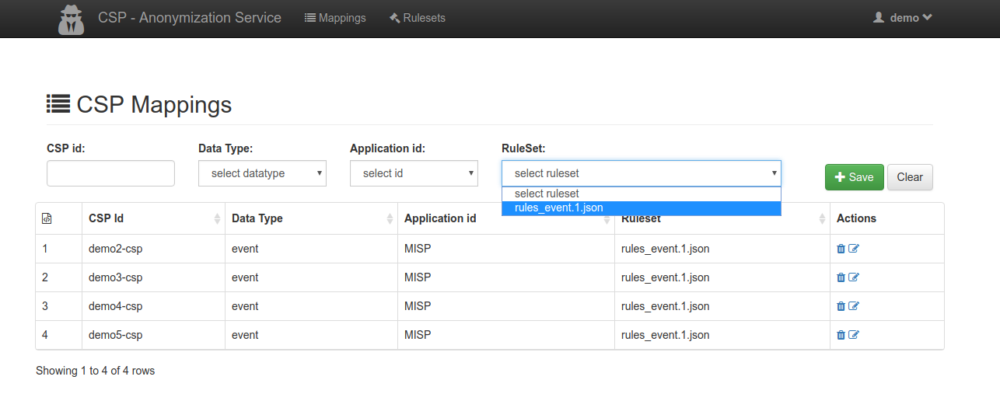 CSP - Anonymization Service Mappings Rulesets demo
CSP Mappings
CSP id: Data Type: Application id: RuleSet:
select datatype select id select ruleset Save Clear
select ruleset
rules_event.1.json
CSP Id Data Type Application id Ruleset Actions
1 demo2-csp event MISP rules_event.1.json
2 demo3-csp event MISP rules_event.1.json
3 demo4-csp event MISP rules_event.1.json
4 demo5-csp event MISP rules_event.1.json
Showing 1 to 4 of 4 rows